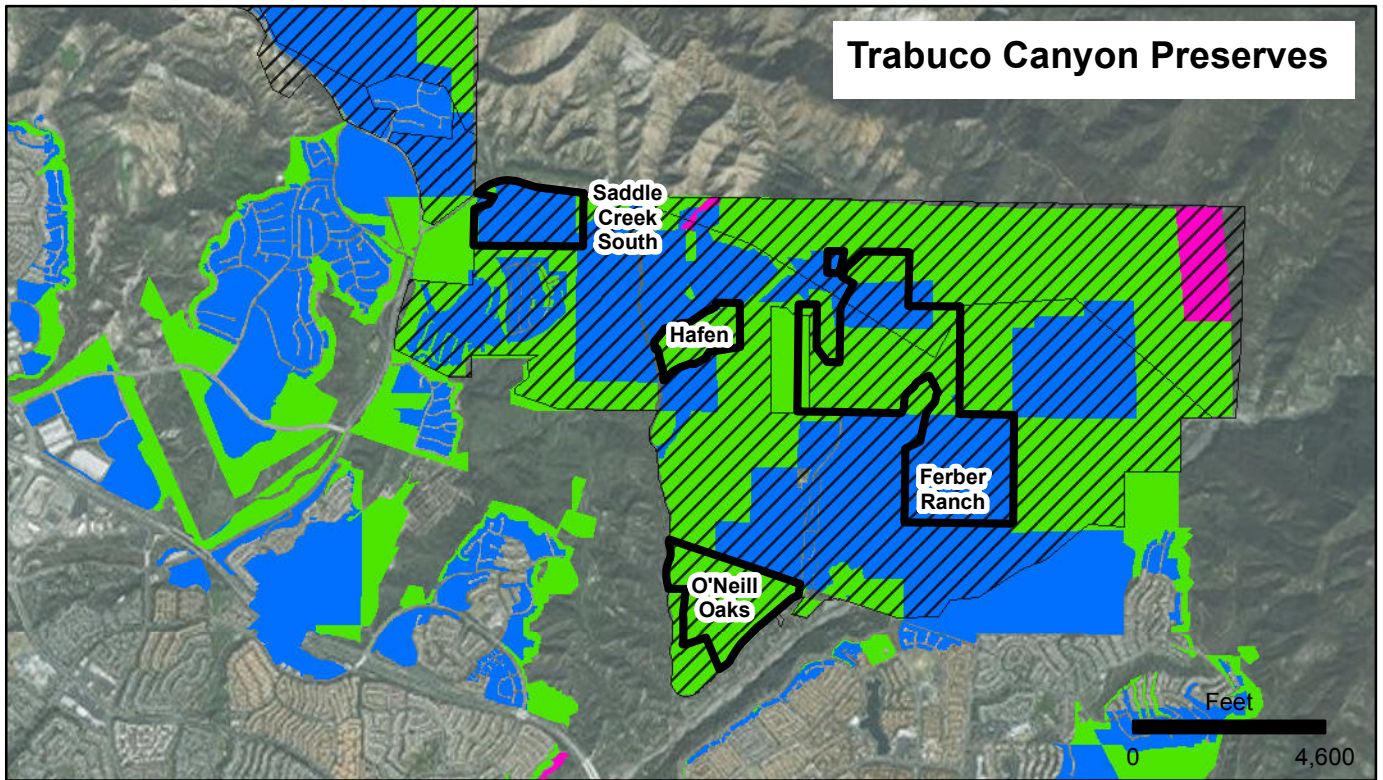 Trabuco Canyon Preserves
Saddle
Creek
South
Hafen
Ferber
Ranch
O'Neill
Oaks
Feet
0 4,600